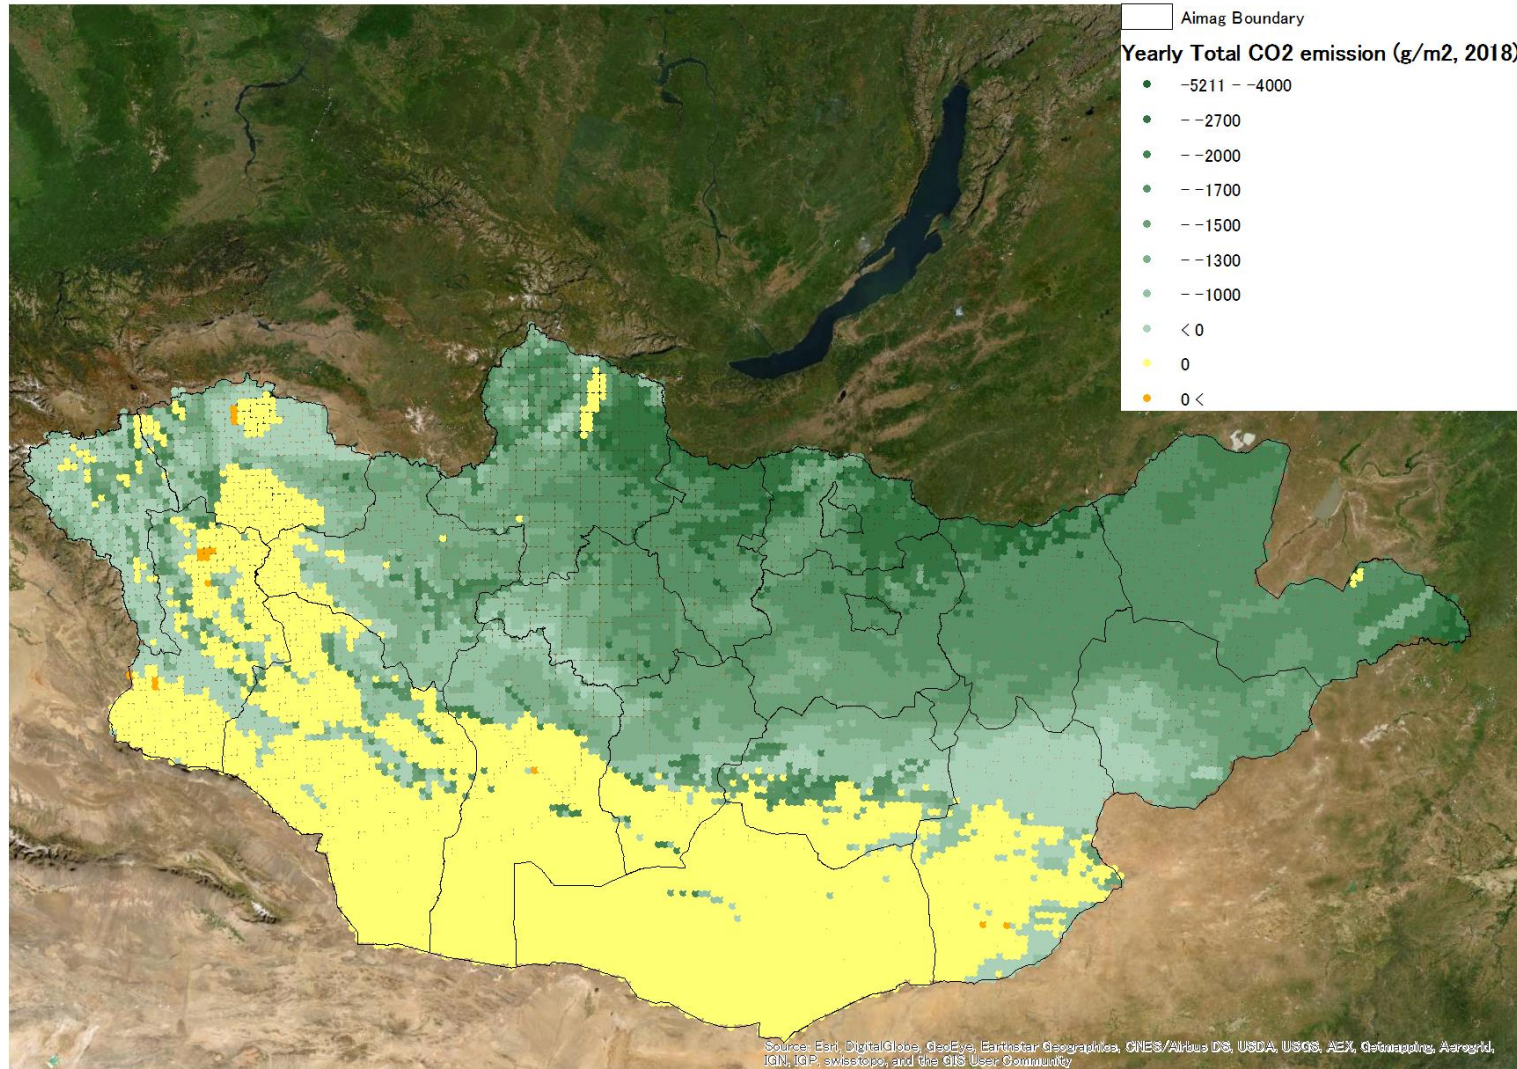 Aimag Boundary
Yearly Total CO2 emission (g/m2, 2018)
-5211 - -4000
- -2700
- -2000
- -1700
- -1500
- -1300
- -1000
< 0
0
0 <
Source: Esri, DigitalGlobe, GeoEye, Earthstar Geographics, CNES/Airbus DS, USDA, USGS, AEX, Getmapping, Aerogrid,
IGN, IGP, swisstopo, and the GIS User Community